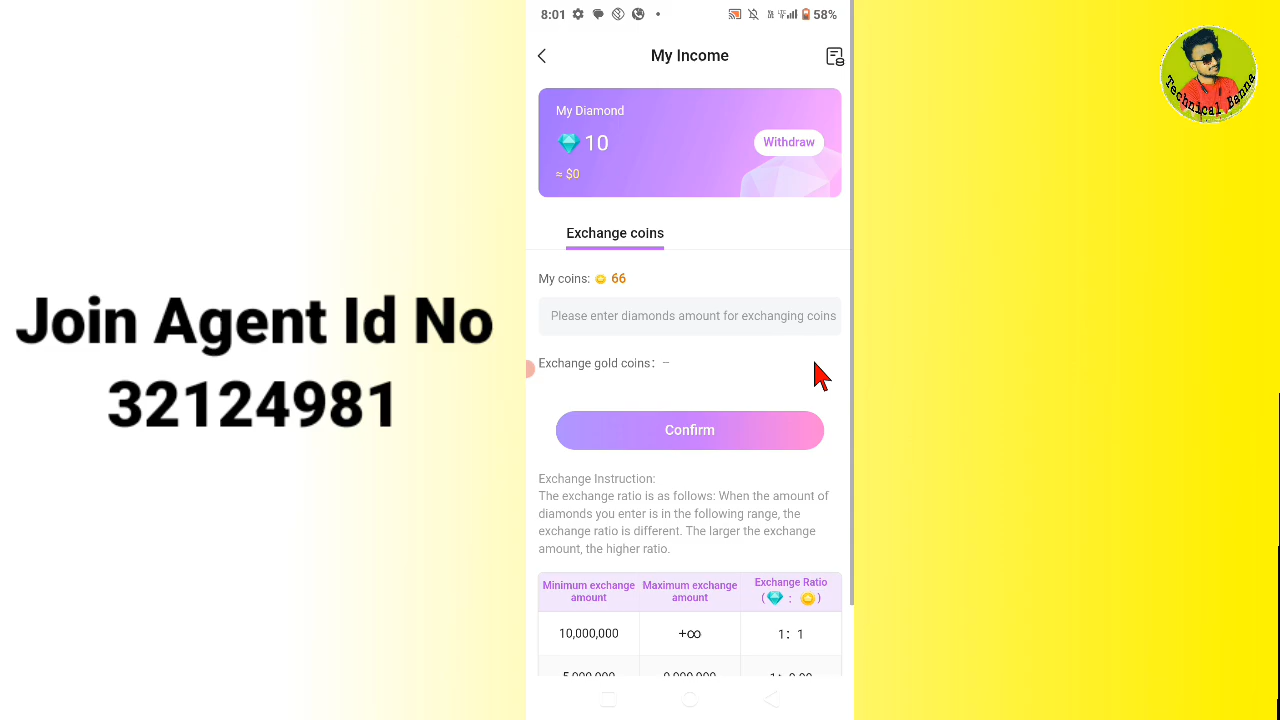 Join Agent Id No
32124981
8:01
58%
My Income
My Diamond
10
Withdraw
≈ $0
Exchange coins
My coins: 66
Please enter diamonds amount for exchanging coins
Exchange gold coins: –
Confirm
Exchange Instruction:
The exchange ratio is as follows: When the amount of
diamonds you enter is in the following range, the
exchange ratio is different. The larger the exchange
amount, the higher ratio.
Minimum exchange amount
Maximum exchange amount
Exchange Ratio
( : )
10,000,000 +∞ 1: 1
Technical Banna